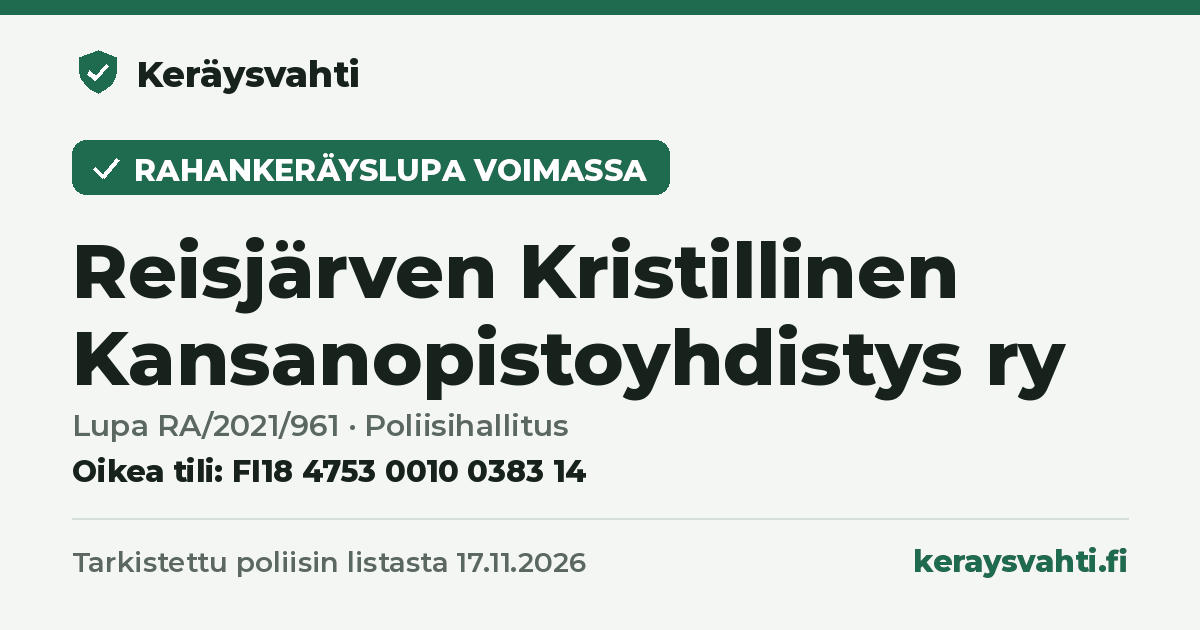 Keräysvahti
RAHANKERÄYSLUPA VOIMASSA
Reisjärven Kristillinen
Kansanopistoyhdistys ry
Lupa RA/2021/961 · Poliisihallitus
Oikea tili: FI18 4753 0010 0383 14
Tarkistettu poliisin listasta 17.11.2026
keraysvahti.fi